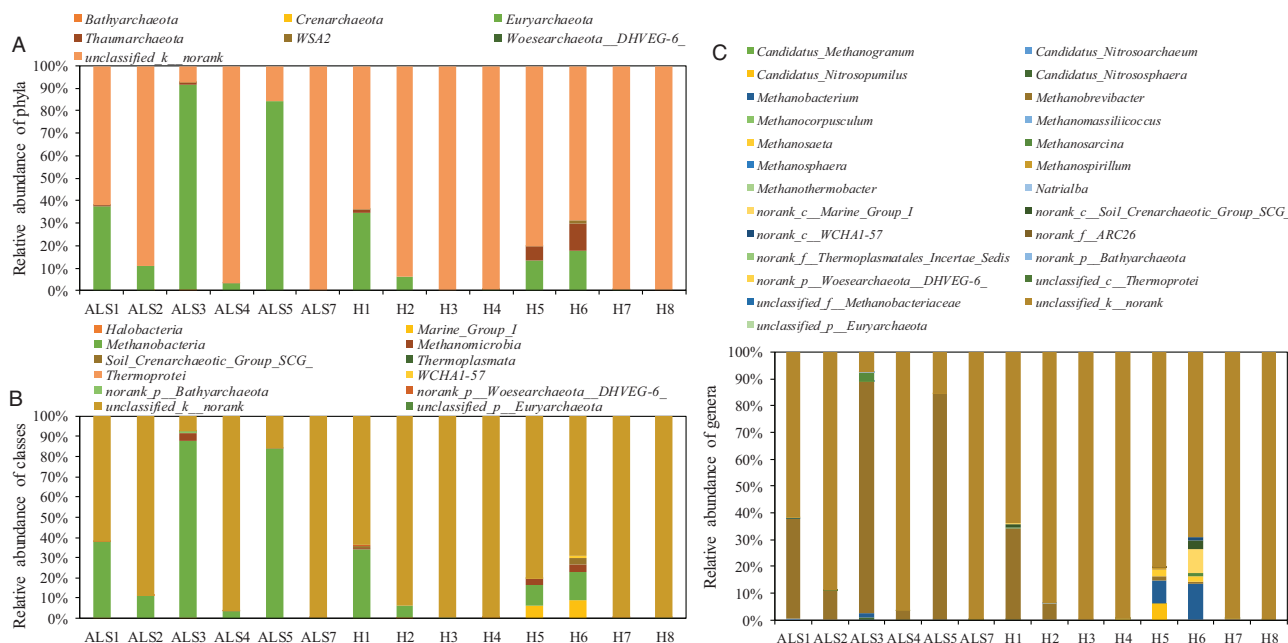 A
Bathyarchaeota Crenarchaeota Euryarchaeota
Thaumarchaeota WSA2 Woesearchaeota__DHVEG-6_
unclassified_k__norank
Relative abundance of phyla
100%
90%
80%
70%
60%
50%
40%
30%
20%
10%
0%
ALS1 ALS2 ALS3 ALS4 ALS5 ALS7 H1 H2 H3 H4 H5 H6 H7 H8
B
Halobacteria Marine_Group_I
Methanobacteria Methanomicrobia
Soil_Crenarchaeotic_Group_SCG_ Thermoplasmata
Thermoprotei WCHA1-57
norank_p__Bathyarchaeota norank_p__Woesearchaeota_DHVEG-6_
unclassified_k__norank unclassified_p__Euryarchaeota
Relative abundance of classes
100%
90%
80%
70%
60%
50%
40%
30%
20%
10%
0%
ALS1 ALS2 ALS3 ALS4 ALS5 ALS7 H1 H2 H3 H4 H5 H6 H7 H8
C
Candidatus_Methanogranum Candidatus_Nitrosoarchaeum
Candidatus_Nitrosopumilus Candidatus_Nitrososphaera
Methanobacterium Methanobrevibacter
Methanocorpusculum Methanomassiliicoccus
Methanosaeta Methanosarcina
Methanosphaera Methanospirillum
Methanothermobacter Natrialba
norank_c__Marine_Group_I norank_c__Soil_Crenarchaeotic_Group_SCG_
norank_c__WCHA1-57 norank_f__ARC26
norank_f__Thermoplasmatales_Incertae_Sedis norank_p__Bathyarchaeota
norank_p__Woesearchaeota_DHVEG-6_ unclassified_c__Thermoprotei
unclassified_f__Methanobacteriaceae unclassified_k__norank
unclassified_p__Euryarchaeota
Relative abundance of genera
100%
90%
80%
70%
60%
50%
40%
30%
20%
10%
0%
ALS1 ALS2 ALS3 ALS4 ALS5 ALS7 H1 H2 H3 H4 H5 H6 H7 H8